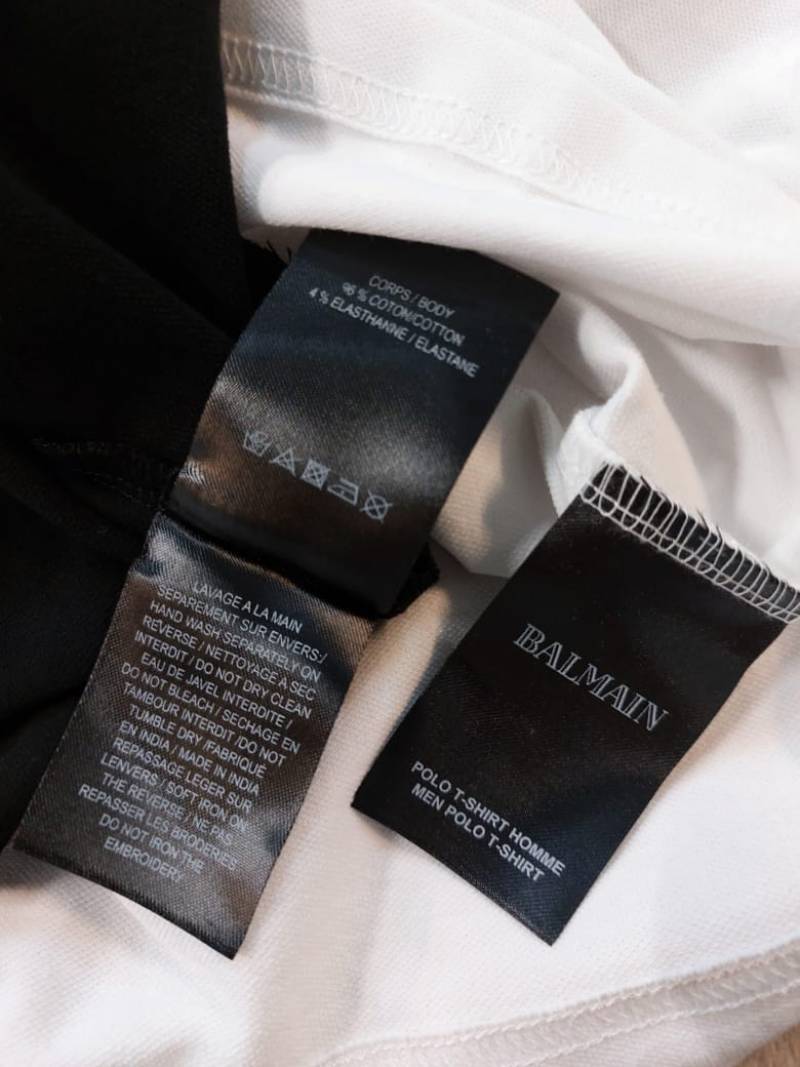 CORPS / BODY
96 % COTON/COTTON
4 % ELASTHANNE / ELASTANE
LAVAGE A LA MAIN
SEPAREMENT SUR ENVERS:/
HAND WASH SEPARATELY ON
REVERSE / NETTOYAGE A SEC
INTERDIT / DO NOT DRY CLEAN
EAU DE JAVEL INTERDITE /
DO NOT BLEACH / SECHAGE EN
TAMBOUR INTERDIT /DO NOT
TUMBLE DRY /FABRIQUE
EN INDIA / MADE IN INDIA
REPASSAGE LEGER SUR
LENVERS / SOFT IRON ON
THE REVERSE / NE PAS
REPASSER LES BRODERIES
DO NOT IRON THE
EMBROIDERY
BALMAIN
POLO T-SHIRT HOMME
MEN POLO T-SHIRT